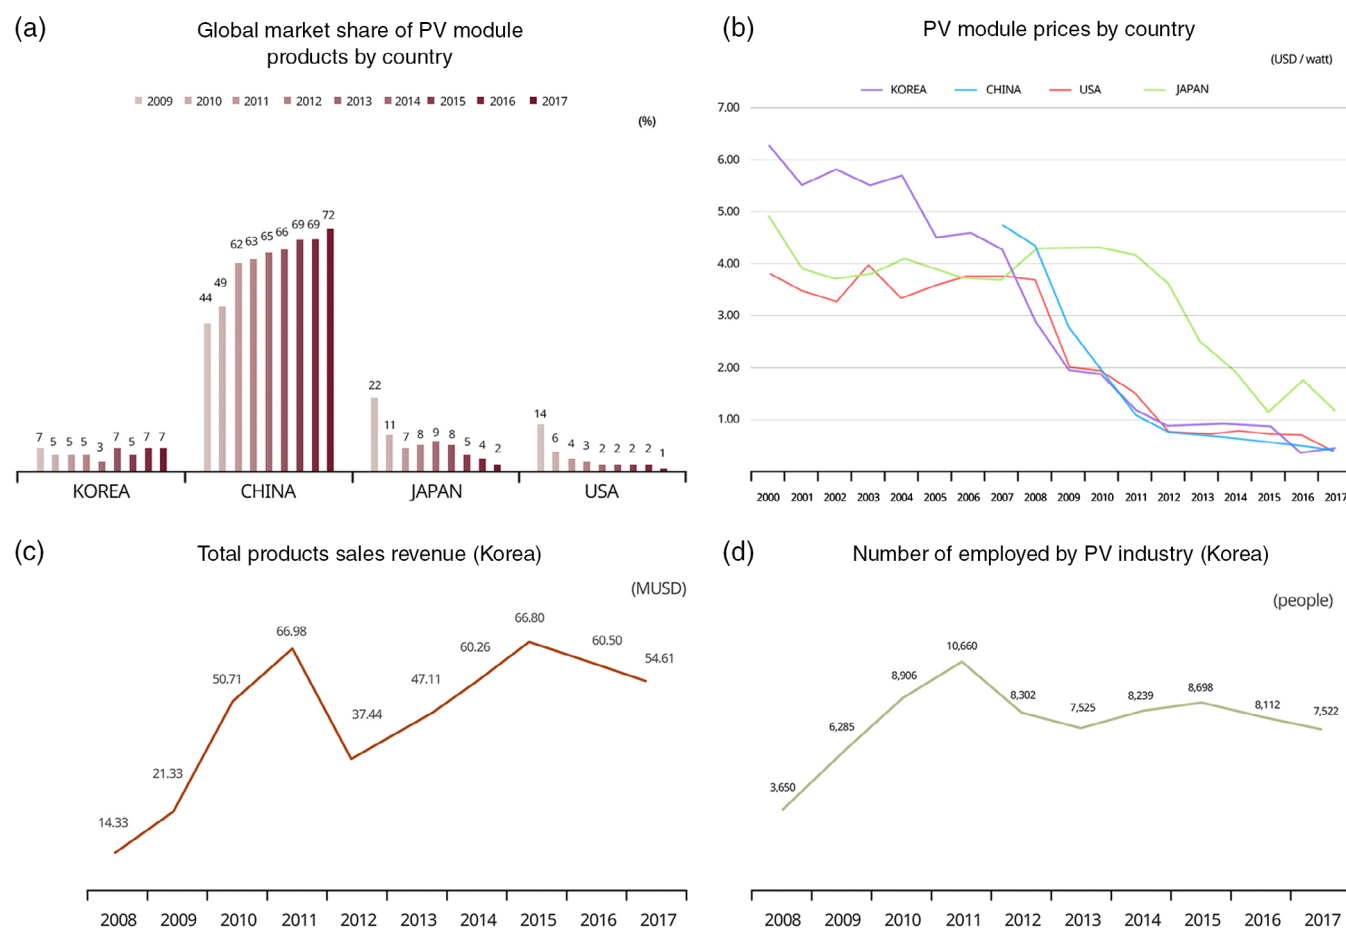 (a)
Global market share of PV module
products by country
2009 2010 2011 2012 2013 2014 2015 2016 2017
(%)
7 5 5 5 3 7 5 7 7
44 49 62 63 65 66 69 69 72
22 11 7 8 9 8 5 4 2
14 6 4 3 2 2 2 2 1
KOREA CHINA JAPAN USA
(b)
PV module prices by country
(USD / watt)
KOREA CHINA USA JAPAN
7.00
6.00
5.00
4.00
3.00
2.00
1.00
2000 2001 2002 2003 2004 2005 2006 2007 2008 2009 2010 2011 2012 2013 2014 2015 2016 2017
(c)
Total products sales revenue (Korea)
(MUSD)
14.33 21.33 50.71 66.98 37.44 47.11 60.26 66.80 60.50 54.61
2008 2009 2010 2011 2012 2013 2014 2015 2016 2017
(d)
Number of employed by PV industry (Korea)
(people)
3,650 6,285 8,906 10,660 8,302 7,525 8,239 8,698 8,112 7,522
2008 2009 2010 2011 2012 2013 2014 2015 2016 2017